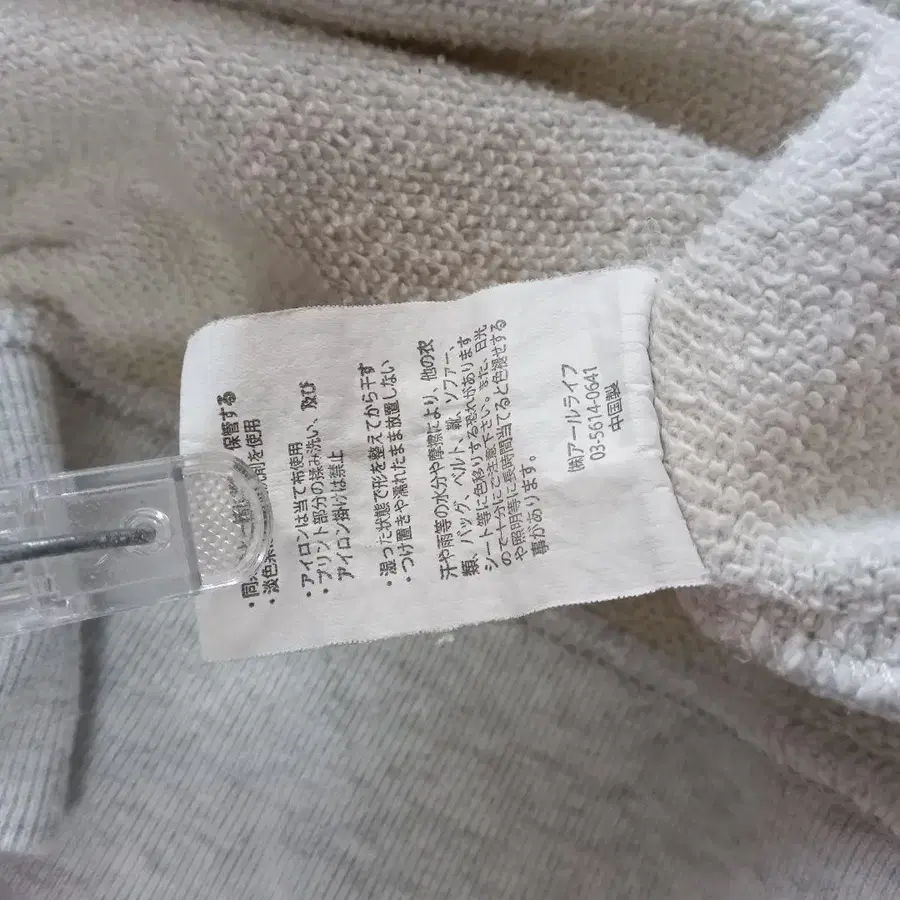 ・同 保管する
・淡色系 洗剤を使用
・アイロンは当て布使用
・プリント部分の揉み洗い、及び
アイロン掛けは禁止
・湿った状態で形を整えてから干す
・つけ置きや濡れたまま放置しない
汗や雨等の水分や摩擦により、他の衣
類、バッグ、ベルト、靴、ソファー、
シート等に色移りする恐れがあります
ので十分にご注意下さい。また、日光
や照明等に長時間当てると色褪せする
事があります。
㈱アールライフ
03-5614-0641
中国製